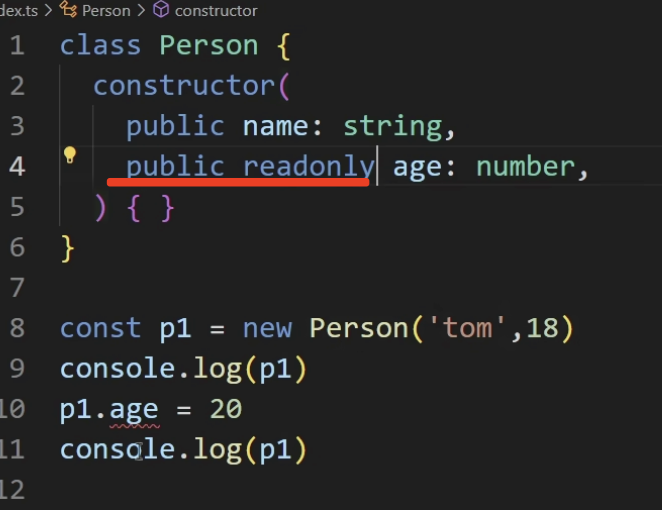 dex.ts > Person > constructor
1 class Person {
2   constructor(
3     public name: string,
4     public readonly age: number,
5   ) { }
6 }
7
8 const p1 = new Person('tom',18)
9 console.log(p1)
10 p1.age = 20
11 console.log(p1)
12